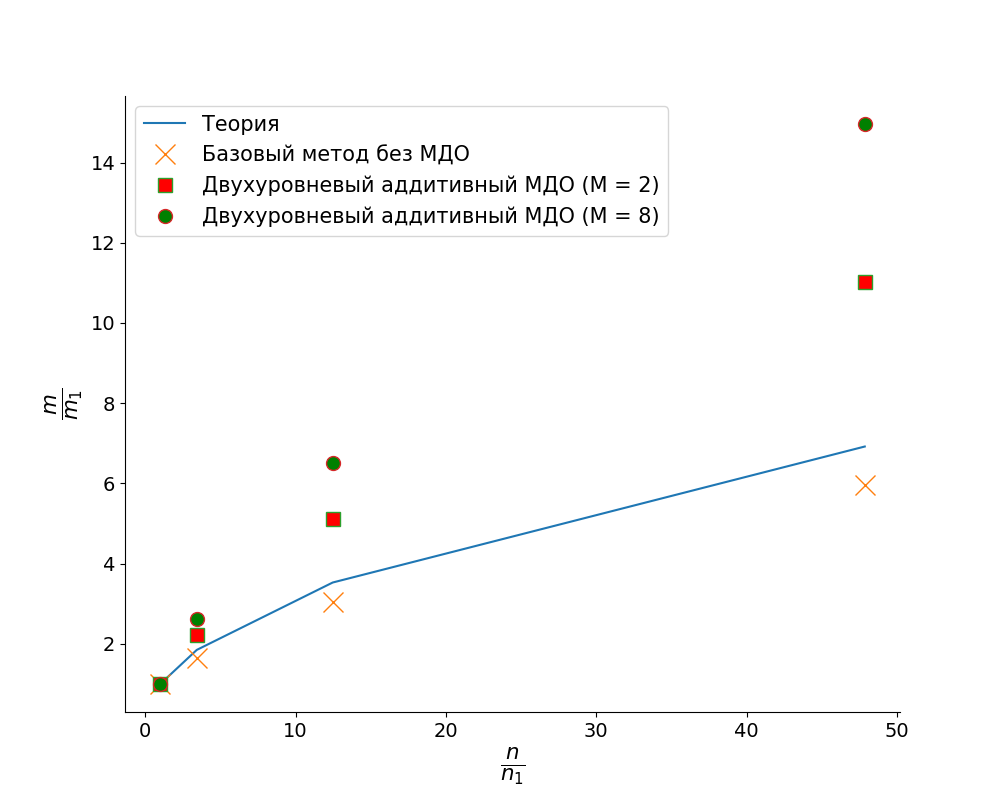 Теория
Базовый метод без МДО
Двухуровневый аддитивный МДО (M = 2)
Двухуровневый аддитивный МДО (M = 8)
14
12
10
8
6
4
2
m
m₁
0
10
20
30
40
50
n
n₁